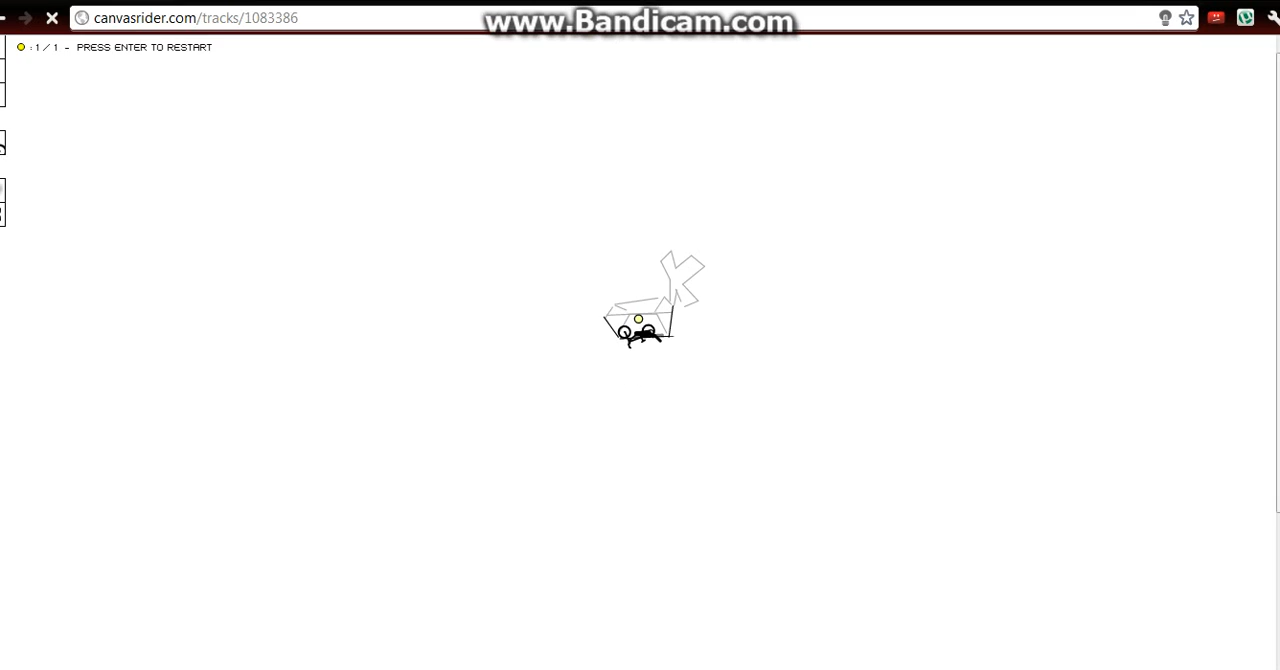 www.Bandicam.com
canvasrider.com/tracks/1083386
: 1 / 1 - PRESS ENTER TO RESTART